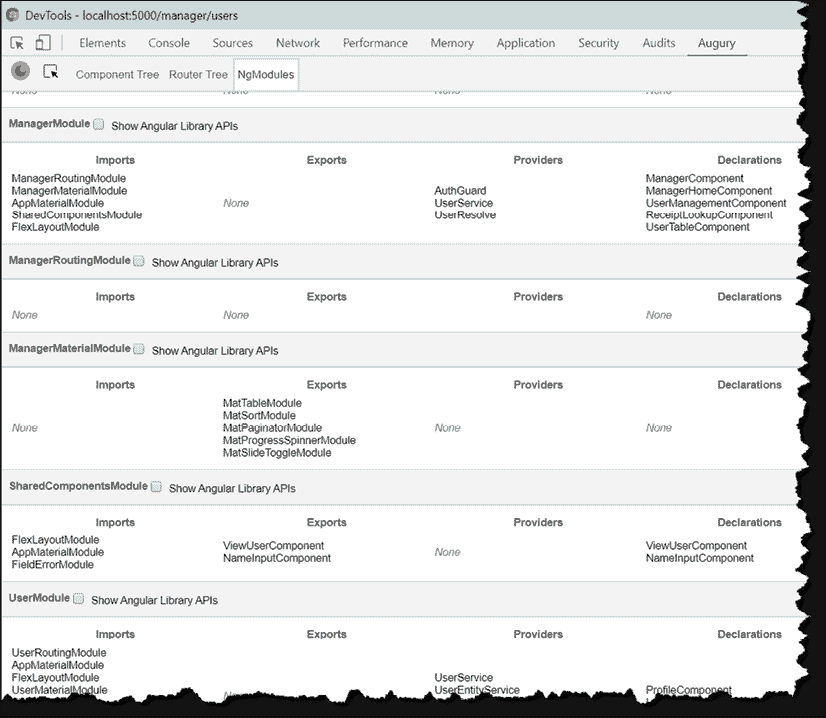 DevTools - localhost:5000/manager/users
Elements Console Sources Network Performance Memory Application Security Audits Augury
Component Tree Router Tree NgModules
None None None None
ManagerModule Show Angular Library APIs
Imports Exports Providers Declarations
ManagerRoutingModule ManagerComponent
ManagerMaterialModule AuthGuard ManagerHomeComponent
AppMaterialModule None UserService UserManagementComponent
SharedComponentsModule UserResolve ReceiptLookupComponent
FlexLayoutModule UserTableComponent
ManagerRoutingModule Show Angular Library APIs
Imports Exports Providers Declarations
None None None
ManagerMaterialModule Show Angular Library APIs
Imports Exports Providers Declarations
MatTableModule
MatSortModule
None MatPaginatorModule None None
MatProgressSpinnerModule
MatSlideToggleModule
SharedComponentsModule Show Angular Library APIs
Imports Exports Providers Declarations
FlexLayoutModule ViewUserComponent ViewUserComponent
AppMaterialModule None
FieldErrorModule NameInputComponent NameInputComponent
UserModule Show Angular Library APIs
Imports Exports Providers Declarations
UserRoutingModule
AppMaterialModule
FlexLayoutModule UserService
UserMaterialModule UserEntityService ProfileComponent